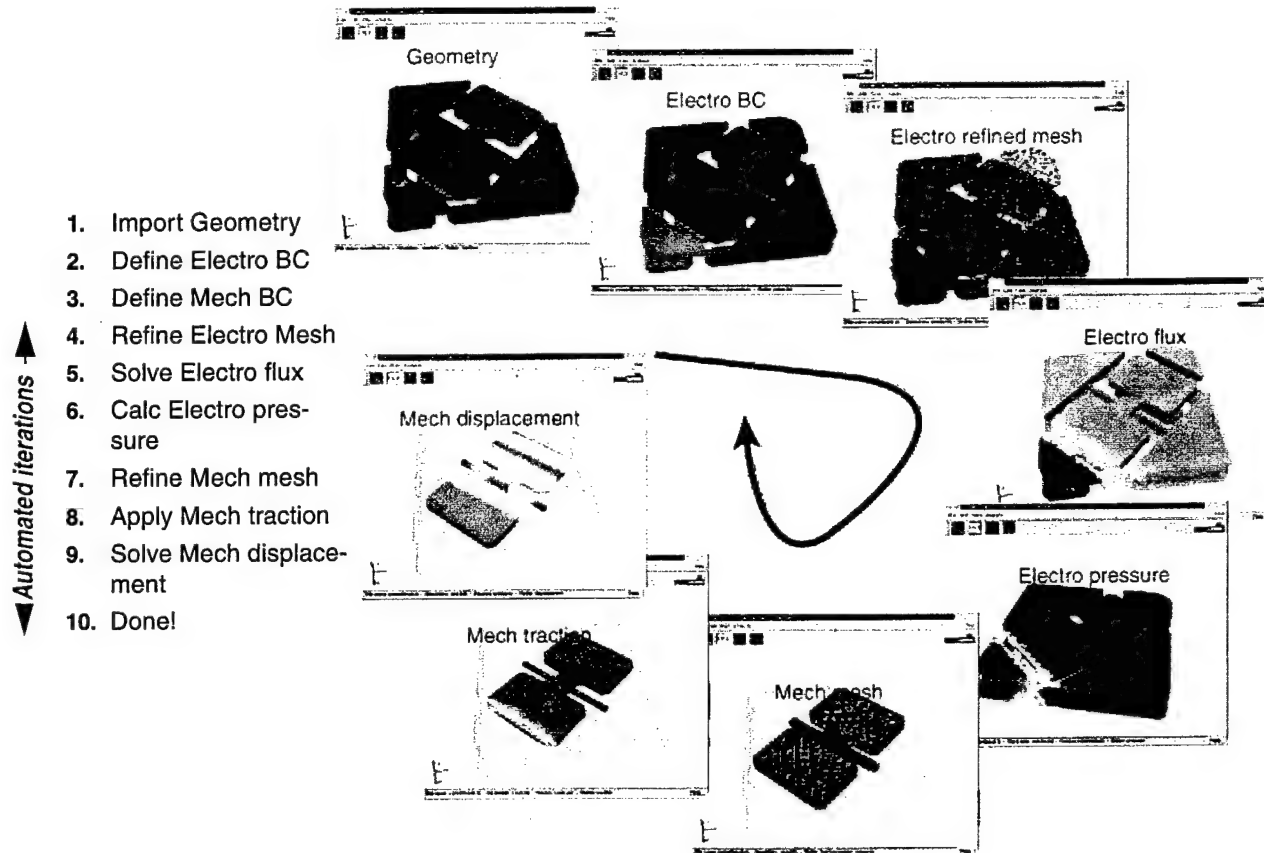 Geometry
Electro BC
Electro refined mesh
Electro flux
Electro pressure
Mech mesh
Mech traction
Mech displacement
1. Import Geometry
2. Define Electro BC
3. Define Mech BC
4. Refine Electro Mesh
5. Solve Electro flux
6. Calc Electro pres-
sure
7. Refine Mech mesh
8. Apply Mech traction
9. Solve Mech displace-
ment
10. Done!
Automated iterations